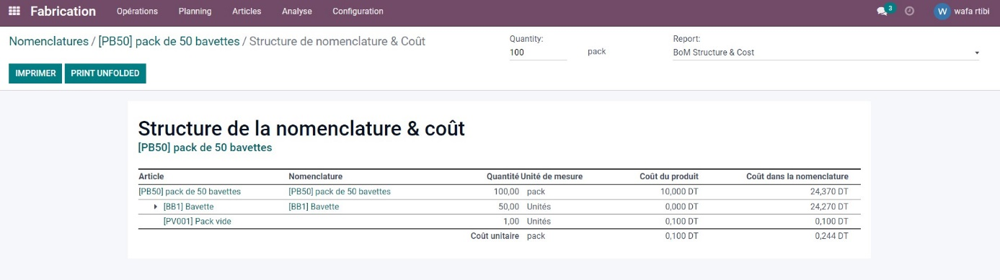 Fabrication Opérations Planning Articles Analyse Configuration 3 W wafa rtibi
Nomenclatures / [PB50] pack de 50 bavettes / Structure de nomenclature & Coût
Quantity: Report:
100 pack BoM Structure & Cost
IMPRIMER PRINT UNFOLDED
Structure de la nomenclature & coût
[PB50] pack de 50 bavettes
Article Nomenclature Quantité Unité de mesure Coût du produit Coût dans la nomenclature
[PB50] pack de 50 bavettes [PB50] pack de 50 bavettes 100,00 pack 10,000 DT 24,370 DT
[BB1] Bavette [BB1] Bavette 50,00 Unités 0,000 DT 24,270 DT
[PV001] Pack vide 1,00 Unités 0,100 DT 0,100 DT
Coût unitaire pack 0,100 DT 0,244 DT